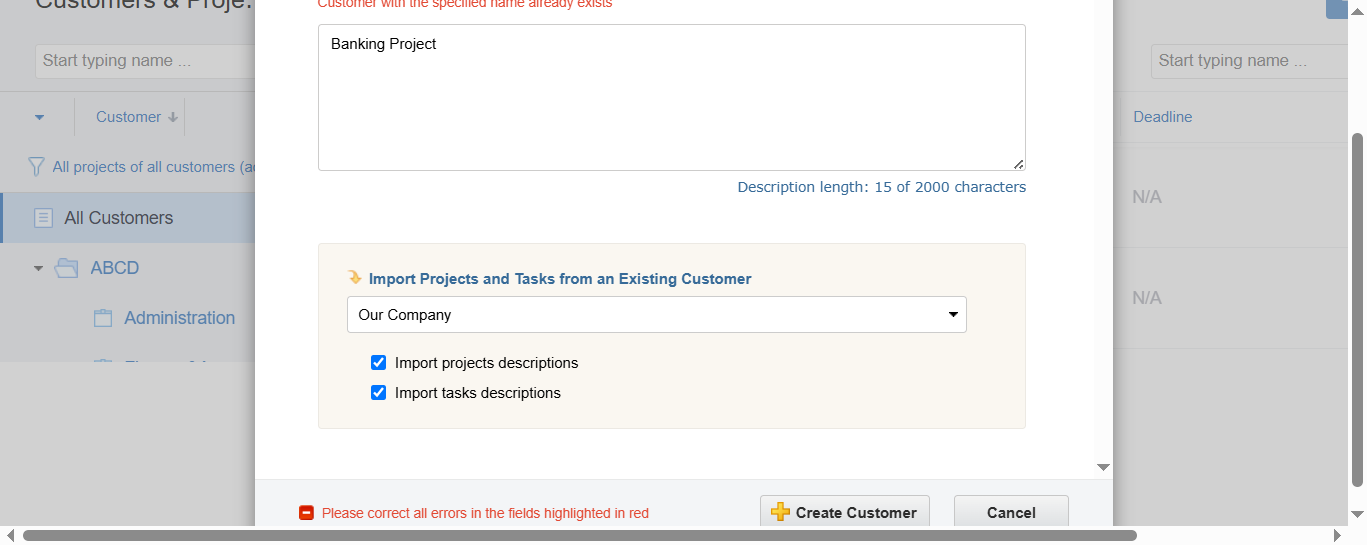 Customers & Proje.
Customer with the specified name already exists
Banking Project
Start typing name ...
Start typing name ...
Customer
Deadline
All projects of all customers
Description length: 15 of 2000 characters
N/A
All Customers
ABCD
Import Projects and Tasks from an Existing Customer
N/A
Our Company
Administration
Import projects descriptions
Import tasks descriptions
Please correct all errors in the fields highlighted in red
Create Customer
Cancel